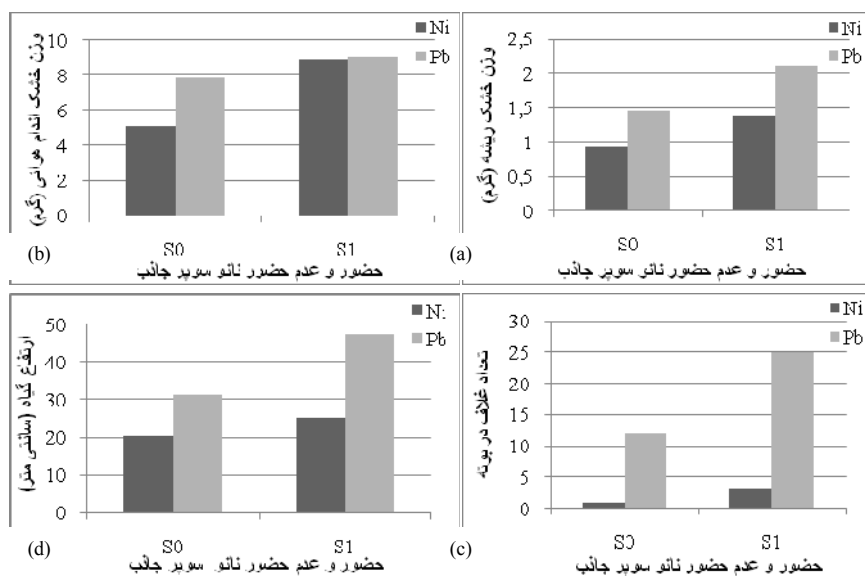 Ni
Pb
وزن خشک ریشه (گرم)
2,5
2
1,5
1
0,5
0
S0
S1
(a)
حضور و عدم حضور نانو سوپر جاذب
Ni
Pb
وزن خشک اندام هوائی (گرم)
10
8
6
4
2
0
S0
S1
(b)
حضور و عدم حضور نانو سوپر جاذب
Ni
Pb
تعداد غلاف در بوته
30
25
20
15
10
5
0
S0
S1
(c)
حضور و عدم حضور نانو سوپر جاذب
Ni
Pb
ارتفاع گیاه (سانتی متر)
50
40
30
20
10
0
S0
S1
(d)
حضور و عدم حضور نانو سوپر جاذب